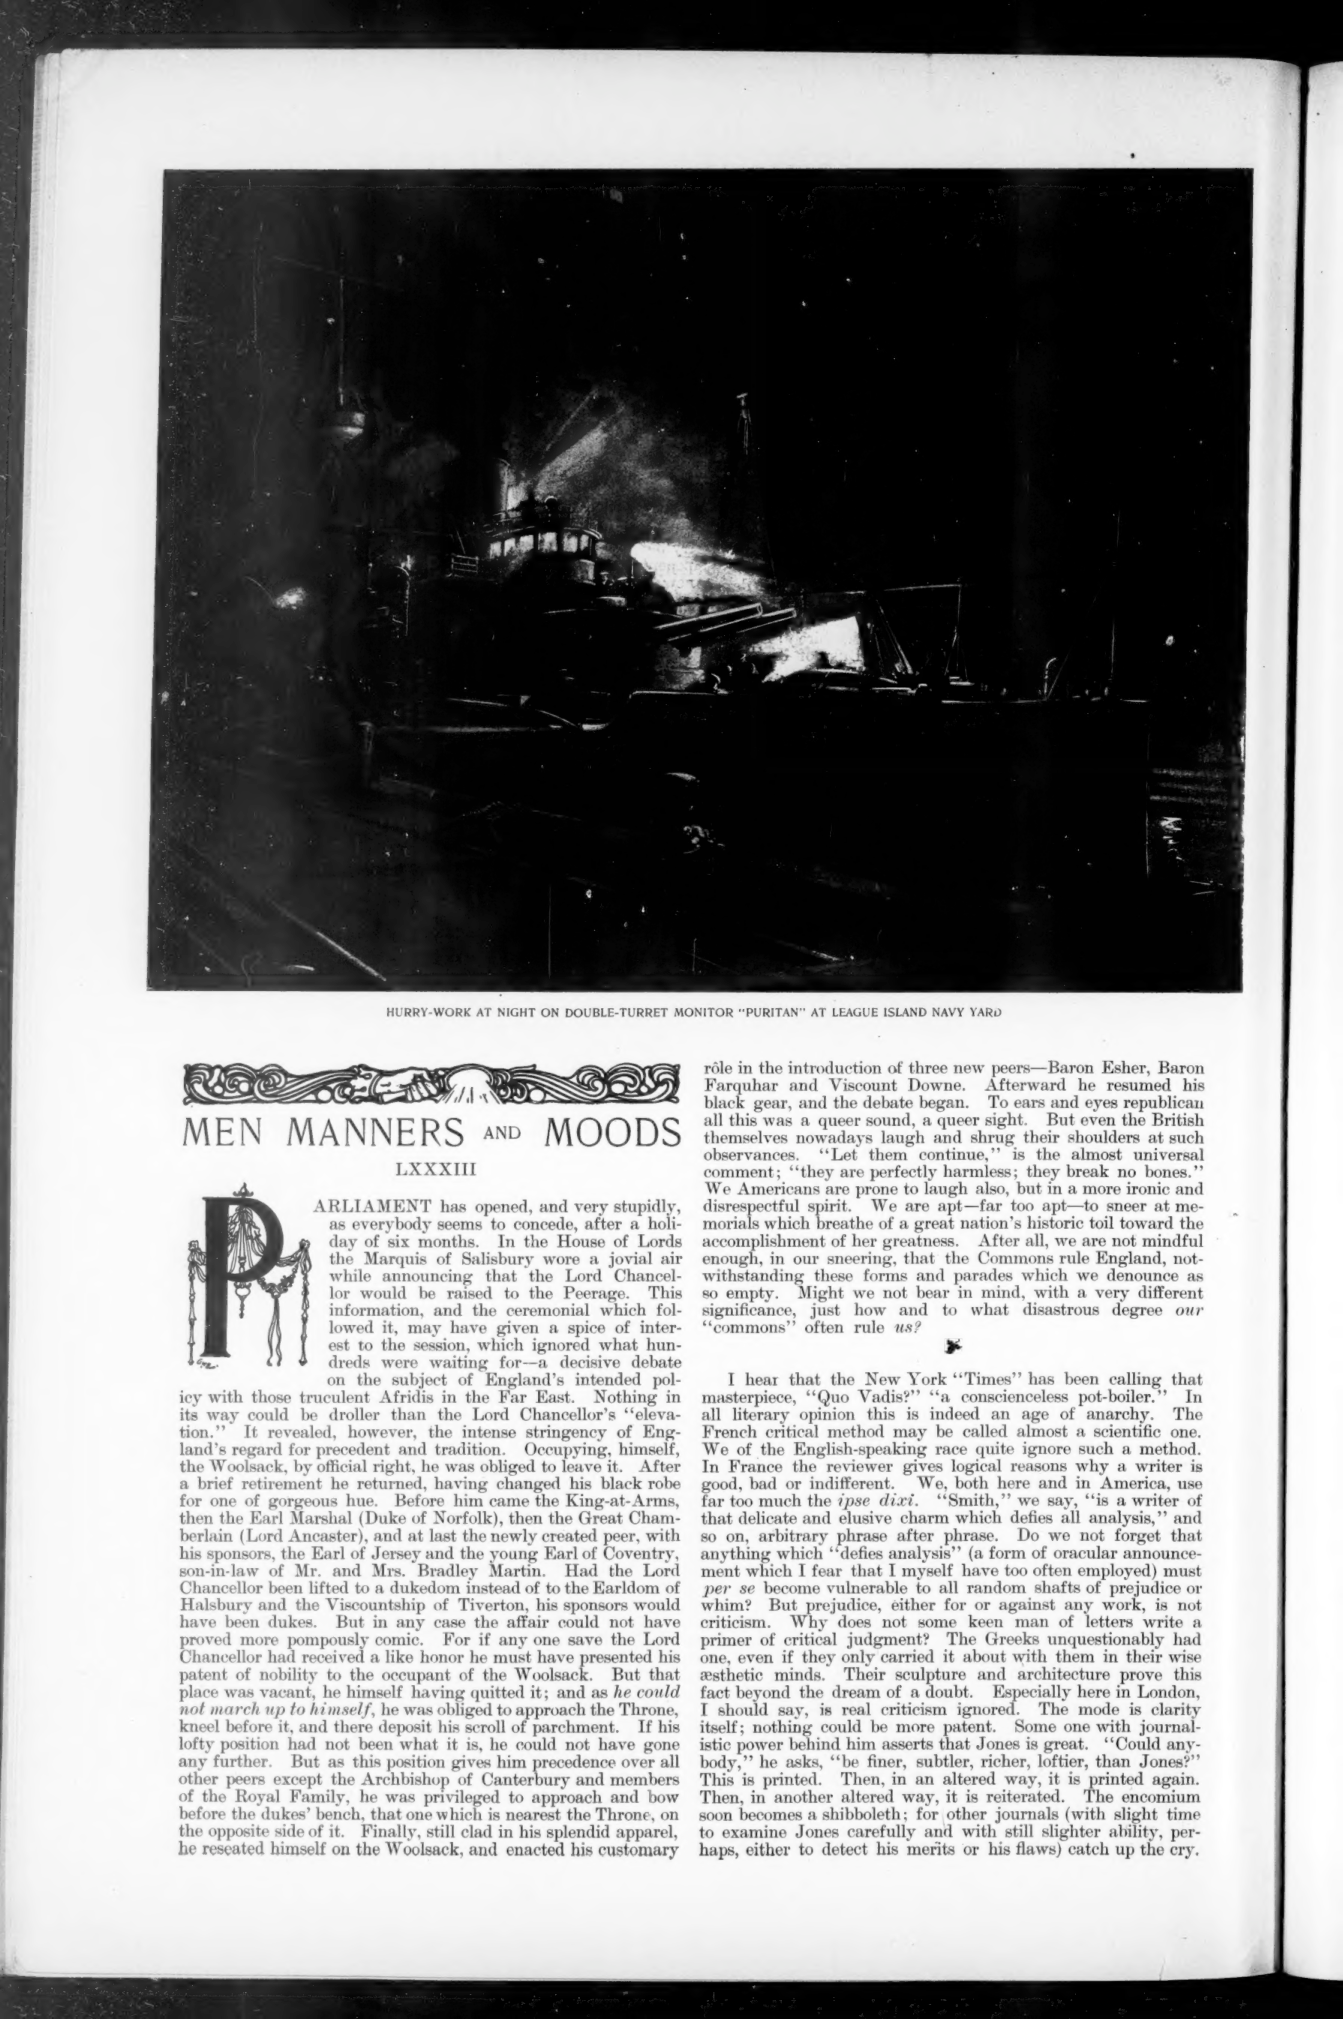 HURRY-WORK AT NIGHT ON DOUBLE-TURRET MONITOR "PURITAN" AT LEAGUE ISLAND NAVY YARD
MEN MANNERS AND MOODS
LXXXIII
PARLIAMENT has opened, and very stupidly,
as everybody seems to concede, after a holi-
day of six months. In the House of Lords
the Marquis of Salisbury wore a jovial air
while announcing that the Lord Chancel-
lor would be raised to the Peerage. This
information, and the ceremonial which fol-
lowed it, may have given a spice of inter-
est to the session, which ignored what hun-
dreds were waiting for—a decisive debate
on the subject of England's intended pol-
icy with those truculent Afridis in the Far East. Nothing in
its way could be droller than the Lord Chancellor's "eleva-
tion." It revealed, however, the intense stringency of Eng-
land's regard for precedent and tradition. Occupying, himself,
the Woolsack, by official right, he was obliged to leave it. After
a brief retirement he returned, having changed his black robe
for one of gorgeous hue. Before him came the King-at-Arms,
then the Earl Marshal (Duke of Norfolk), then the Great Cham-
berlain (Lord Ancaster), and at last the newly created peer, with
his sponsors, the Earl of Jersey and the young Earl of Coventry,
son-in-law of Mr. and Mrs. Bradley Martin. Had the Lord
Chancellor been lifted to a dukedom instead of to the Earldom of
Halsbury and the Viscountship of Tiverton, his sponsors would
have been dukes. But in any case the affair could not have
proved more pompously comic. For if any one save the Lord
Chancellor had received a like honor he must have presented his
patent of nobility to the occupant of the Woolsack. But that
place was vacant, he himself having quitted it; and as he could
not march up to himself, he was obliged to approach the Throne,
kneel before it, and there deposit his scroll of parchment. If his
lofty position had not been what it is, he could not have gone
any further. But as this position gives him precedence over all
other peers except the Archbishop of Canterbury and members
of the Royal Family, he was privileged to approach and bow
before the dukes' bench, that one which is nearest the Throne, on
the opposite side of it. Finally, still clad in his splendid apparel,
he reseated himself on the Woolsack, and enacted his customary
rôle in the introduction of three new peers—Baron Esher, Baron
Farquhar and Viscount Downe. Afterward he resumed his
black gear, and the debate began. To ears and eyes republican
all this was a queer sound, a queer sight. But even the British
themselves nowadays laugh and shrug their shoulders at such
observances. "Let them continue," is the almost universal
comment; "they are perfectly harmless; they break no bones."
We Americans are prone to laugh also, but in a more ironic and
disrespectful spirit. We are apt—far too apt—to sneer at me-
morials which breathe of a great nation's historic toil toward the
accomplishment of her greatness. After all, we are not mindful
enough, in our sneering, that the Commons rule England, not-
withstanding these forms and parades which we denounce as
so empty. Might we not bear in mind, with a very different
significance, just how and to what disastrous degree our
"commons" often rule us?
I hear that the New York "Times" has been calling that
masterpiece, "Quo Vadis?" "a conscienceless pot-boiler." In
all literary opinion this is indeed an age of anarchy. The
French critical method may be called almost a scientific one.
We of the English-speaking race quite ignore such a method.
In France the reviewer gives logical reasons why a writer is
good, bad or indifferent. We, both here and in America, use
far too much the ipse dixi. "Smith," we say, "is a writer of
that delicate and elusive charm which defies all analysis," and
so on, arbitrary phrase after phrase. Do we not forget that
anything which "defies analysis" (a form of oracular announce-
ment which I fear that I myself have too often employed) must
per se become vulnerable to all random shafts of prejudice or
whim? But prejudice, either for or against any work, is not
criticism. Why does not some keen man of letters write a
primer of critical judgment? The Greeks unquestionably had
one, even if they only carried it about with them in their wise
æsthetic minds. Their sculpture and architecture prove this
fact beyond the dream of a doubt. Especially here in London,
I should say, is real criticism ignored. The mode is clarity
itself; nothing could be more patent. Some one with journal-
istic power behind him asserts that Jones is great. "Could any-
body," he asks, "be finer, subtler, richer, loftier, than Jones?"
This is printed. Then, in an altered way, it is printed again.
Then, in another altered way, it is reiterated. The encomium
soon becomes a shibboleth; for other journals (with slight time
to examine Jones carefully and with still slighter ability, per-
haps, either to detect his merits or his flaws) catch up the cry.